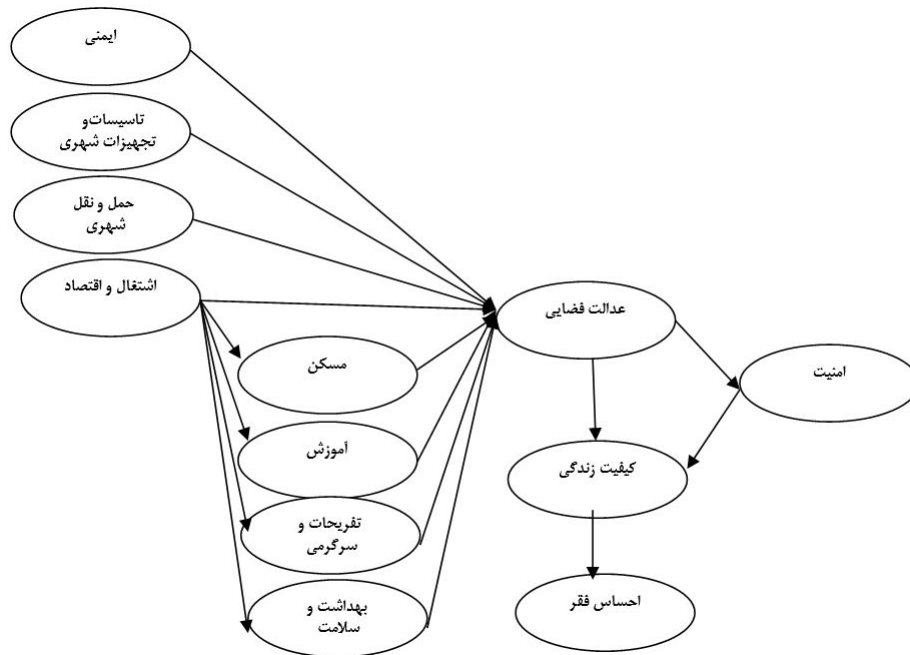 ایمنی
تاسیسات‌و
تجهیزات شهری
حمل و نقل
شهری
اشتغال و اقتصاد
عدالت فضایی
مسکن
امنیت
آموزش
کیفیت زندگی
تفریحات و
سرگرمی
بهداشت و
سلامت
احساس فقر